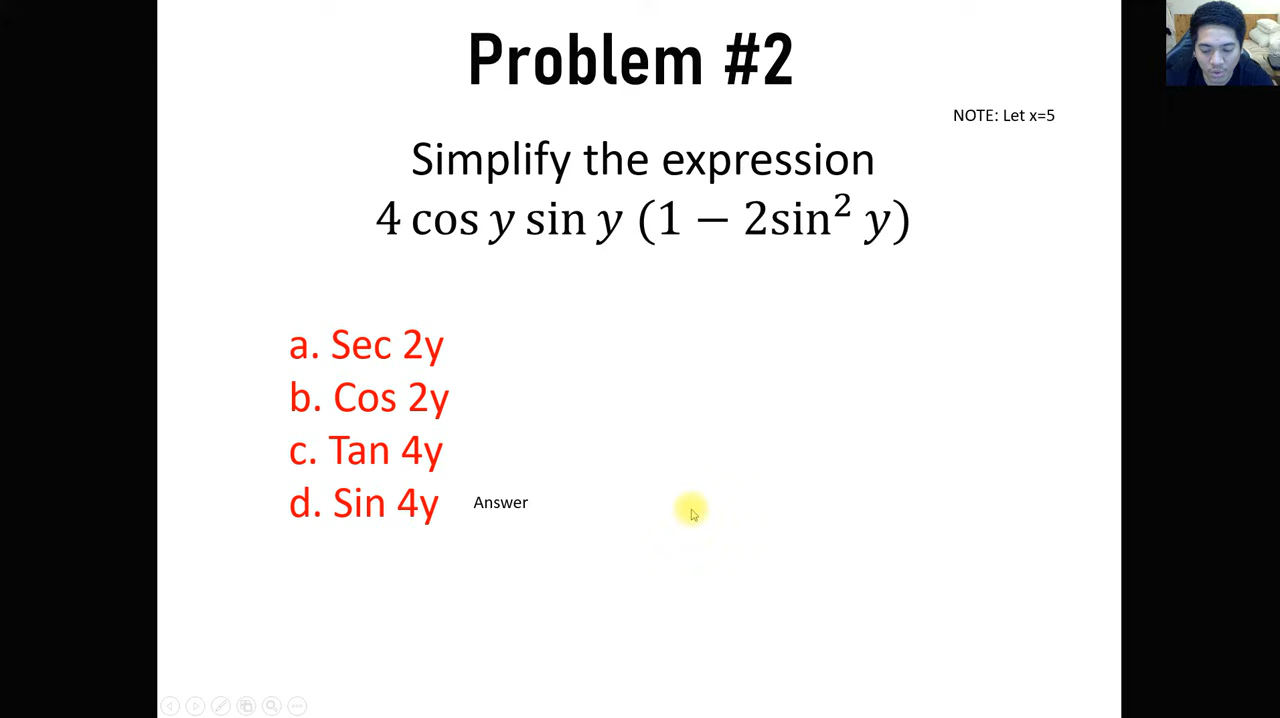 Problem #2
NOTE: Let x=5
Simplify the expression
4 cos y sin y (1 − 2sin² y)
a. Sec 2y
b. Cos 2y
c. Tan 4y
d. Sin 4y Answer